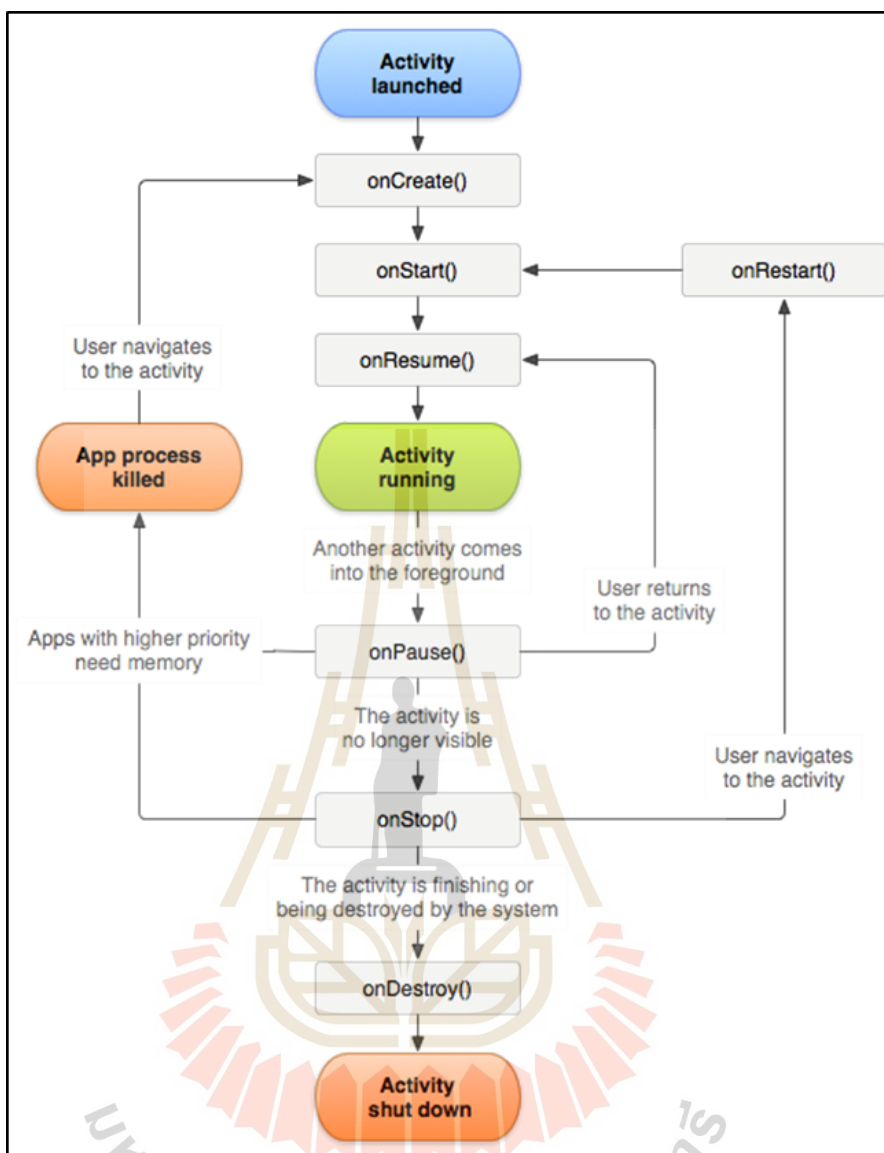 Activity
launched
onCreate()
onStart()
onRestart()
onResume()
User navigates
to the activity
App process
killed
Activity
running
Another activity comes
into the foreground
User returns
to the activity
Apps with higher priority
need memory
onPause()
The activity is
no longer visible
User navigates
to the activity
onStop()
The activity is finishing or
being destroyed by the system
onDestroy()
Activity
shut down